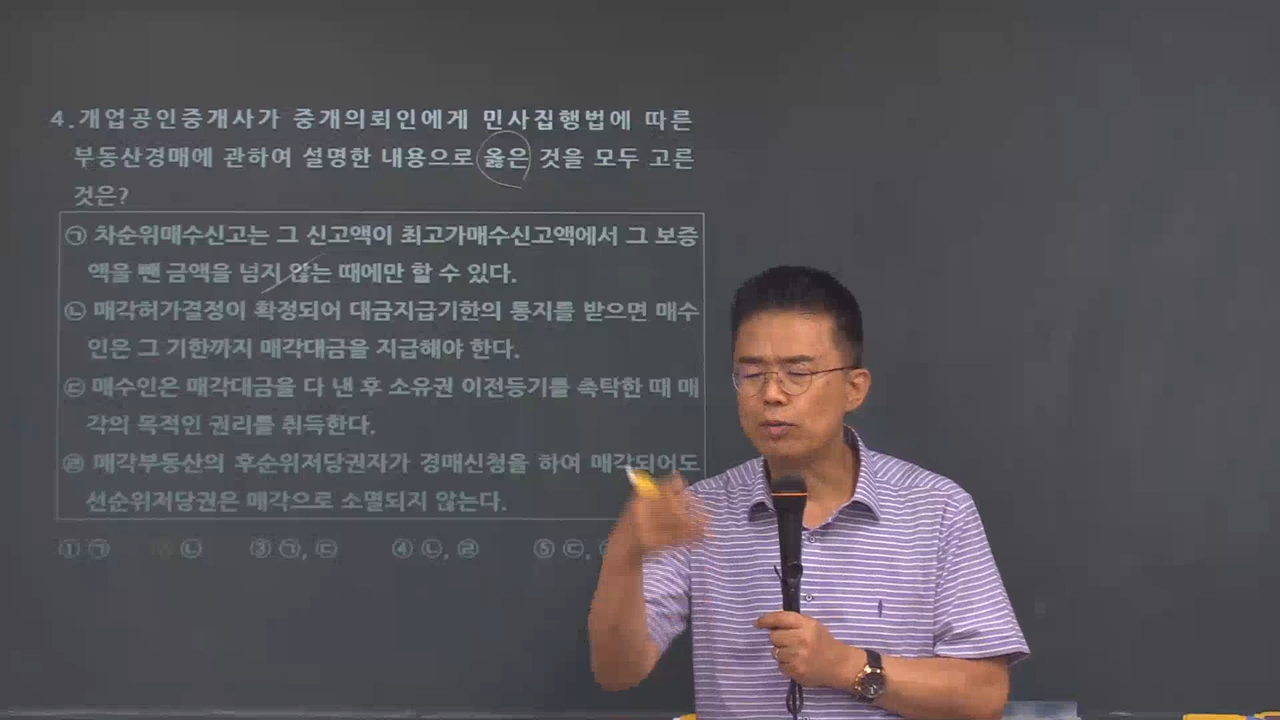 4.개업공인중개사가 중개의뢰인에게 민사집행법에 따른
부동산경매에 관하여 설명한 내용으로 옳은 것을 모두 고른
것은?
㉠ 차순위매수신고는 그 신고액이 최고가매수신고액에서 그 보증
액을 뺀 금액을 넘지 않는 때에만 할 수 있다.
㉡ 매각허가결정이 확정되어 대금지급기한의 통지를 받으면 매수
인은 그 기한까지 매각대금을 지급해야 한다.
㉢ 매수인은 매각대금을 다 낸 후 소유권 이전등기를 촉탁한 때 매
각의 목적인 권리를 취득한다.
㉣ 매각부동산의 후순위저당권자가 경매신청을 하여 매각되어도
선순위저당권은 매각으로 소멸되지 않는다.
① ㉠ ② ㉡ ③ ㉠, ㉢ ④ ㉡, ㉣ ⑤ ㉢,